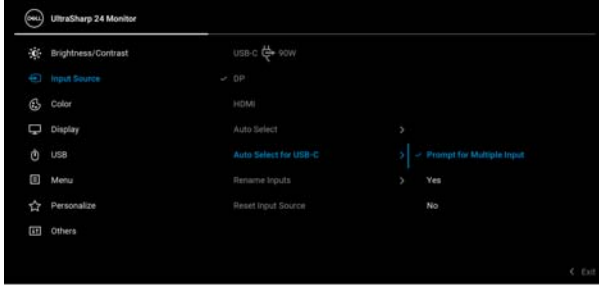 DELL UltraSharp 24 Monitor
Brightness/Contrast
USB-C 90W
Input Source
DP
Color
HDMI
Display
Auto Select
USB
Auto Select for USB-C
Prompt for Multiple Input
Menu
Rename Inputs
Yes
Personalize
Reset Input Source
No
Others
Exit